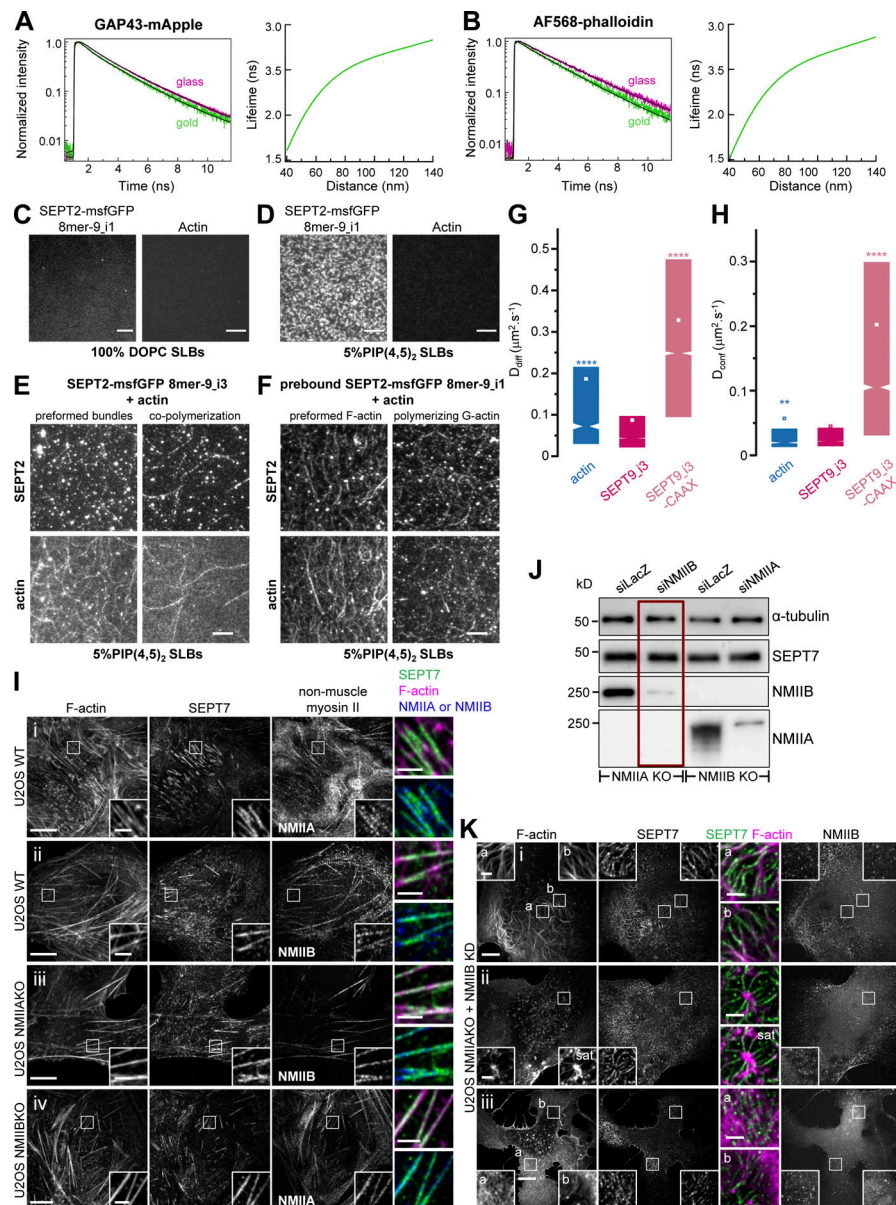 A
GAP43-mApple
Normalized intensity
1.0
0.1
0.01
glass
gold
2 4 6 8 10
Time (ns)
Lifeime (ns)
3.5
3.0
2.0
1.5
40 60 80 100 120 140
Distance (nm)
B
AF568-phalloidin
Normalized intensity
1.0
0.1
0.01
glass
gold
2 4 6 8 10
Time (ns)
Lifeime (ns)
3.5
3.0
2.0
1.5
40 60 80 100 120 140
Distance (nm)
C
SEPT2-msfGFP
8mer-9_i1
Actin
100% DOPC SLBs
D
SEPT2-msfGFP
8mer-9_i1
Actin
5%PIP(4,5)2 SLBs
E
SEPT2-msfGFP 8mer-9_i3
+ actin
preformed bundles
co-polymerization
SEPT2
actin
5%PIP(4,5)2 SLBs
F
prebound SEPT2-msfGFP 8mer-9_i1
+ actin
preformed F-actin
polymerizing G-actin
5%PIP(4,5)2 SLBs
G
Ddiff (μm2.s-1)
0.5
0.4
0.3
0.2
0.1
0
****
****
actin
SEPT9_i3
SEPT9_i3
-CAAX
H
Dconf (μm2.s-1)
0.3
0.2
0.1
0
**
****
actin
SEPT9_i3
SEPT9_i3
-CAAX
I
F-actin
SEPT7
non-muscle
myosin II
SEPT7
F-actin
NMIIA or NMIIB
U2OS WT
i
NMIIA
U2OS WT
ii
NMIIB
U2OS NMIIAKO
iii
NMIIB
U2OS NMIIBKO
iv
NMIIA
J
kD
siLacZ
siNMIIB
siLacZ
siNMIIA
50
α-tubulin
50
SEPT7
250
NMIIB
250
NMIIA
NMIIA KO
NMIIB KO
K
F-actin
SEPT7
SEPT7 F-actin
NMIIB
U2OS NMIIAKO + NMIIB KD
a
i
b
b
a
a
b
ii
sat
sat
iii
b
a
a
b
a
b